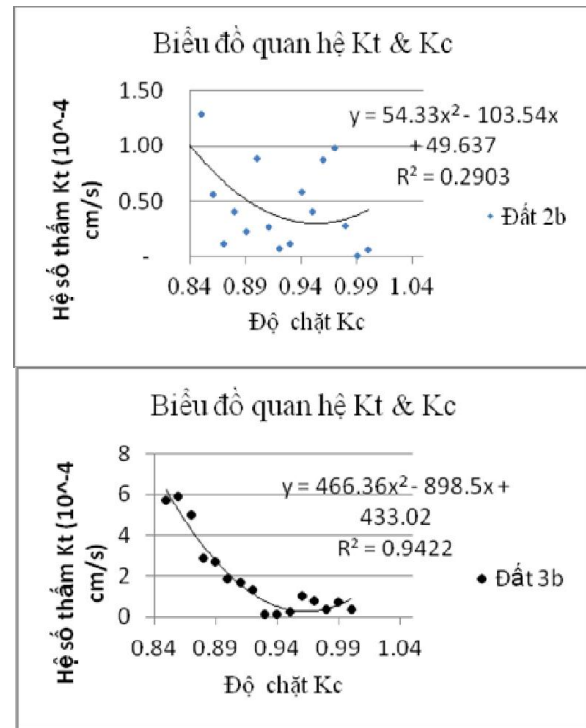 Biểu đồ quan hệ Kt & Kc
Hệ số thấm Kt (10^-4
cm/s)
1.50
1.00
0.50
-
y = 54.33x² - 103.54x
+ 49.637
R² = 0.2903
Đất 2b
0.84 0.89 0.94 0.99 1.04
Độ chặt Kc
Biểu đồ quan hệ Kt & Kc
Hệ số thấm Kt (10^-4
cm/s)
8
6
4
2
0
y = 466.36x² - 898.5x +
433.02
R² = 0.9422
Đất 3b
0.84 0.89 0.94 0.99 1.04
Độ chặt Kc